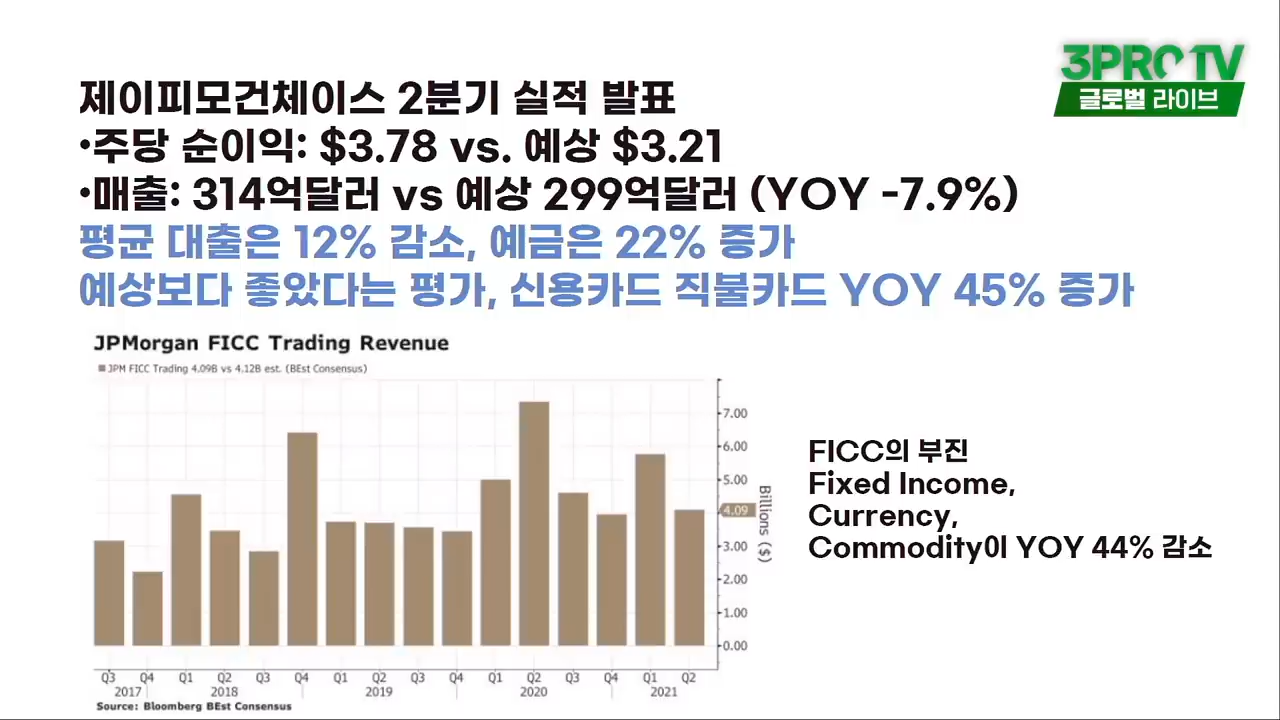 3PRO TV
글로벌 라이브
제이피모건체이스 2분기 실적 발표
•주당 순이익: $3.78 vs. 예상 $3.21
•매출: 314억달러 vs 예상 299억달러 (YOY -7.9%)
평균 대출은 12% 감소, 예금은 22% 증가
예상보다 좋았다는 평가, 신용카드 직불카드 YOY 45% 증가
JPMorgan FICC Trading Revenue
JPM FICC Trading 4.09B vs 4.12B est. (BEst Consensus)
7.00
6.00
5.00
4.09
3.00
2.00
1.00
0.00
Billions ($)
Q3 Q4 Q1 Q2 Q3 Q4 Q1 Q2 Q3 Q4 Q1 Q2 Q3 Q4 Q1 Q2
2017 2018 2019 2020 2021
Source: Bloomberg BEst Consensus
FICC의 부진
Fixed Income,
Currency,
Commodity이 YOY 44% 감소